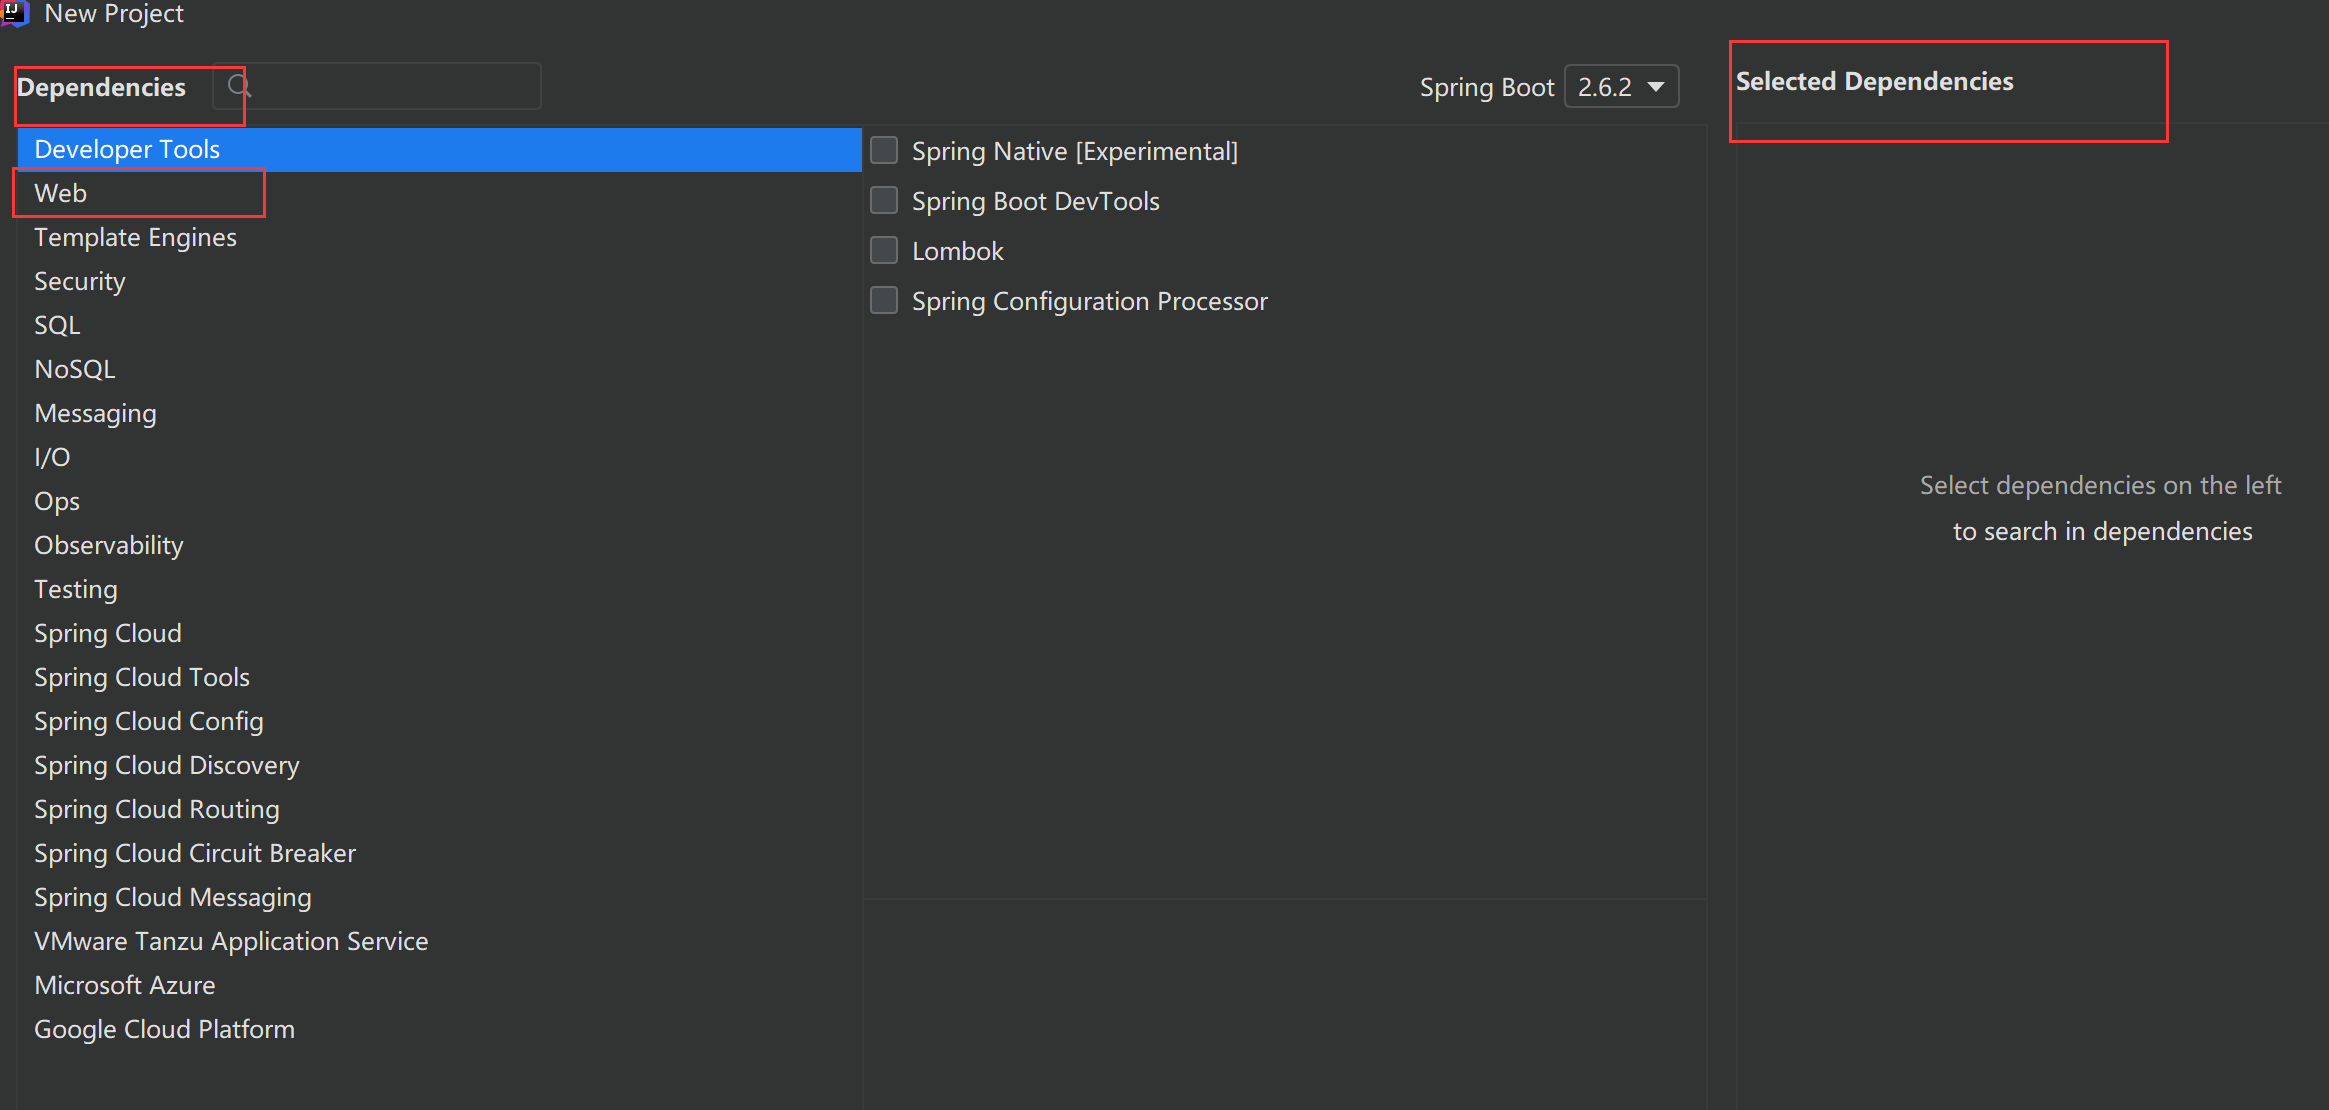 IJ
New Project
Dependencies
Spring Boot 2.6.2
Selected Dependencies
Developer Tools
Web
Template Engines
Security
SQL
NoSQL
Messaging
I/O
Ops
Observability
Testing
Spring Cloud
Spring Cloud Tools
Spring Cloud Config
Spring Cloud Discovery
Spring Cloud Routing
Spring Cloud Circuit Breaker
Spring Cloud Messaging
VMware Tanzu Application Service
Microsoft Azure
Google Cloud Platform
Spring Native [Experimental]
Spring Boot DevTools
Lombok
Spring Configuration Processor
Select dependencies on the left
to search in dependencies